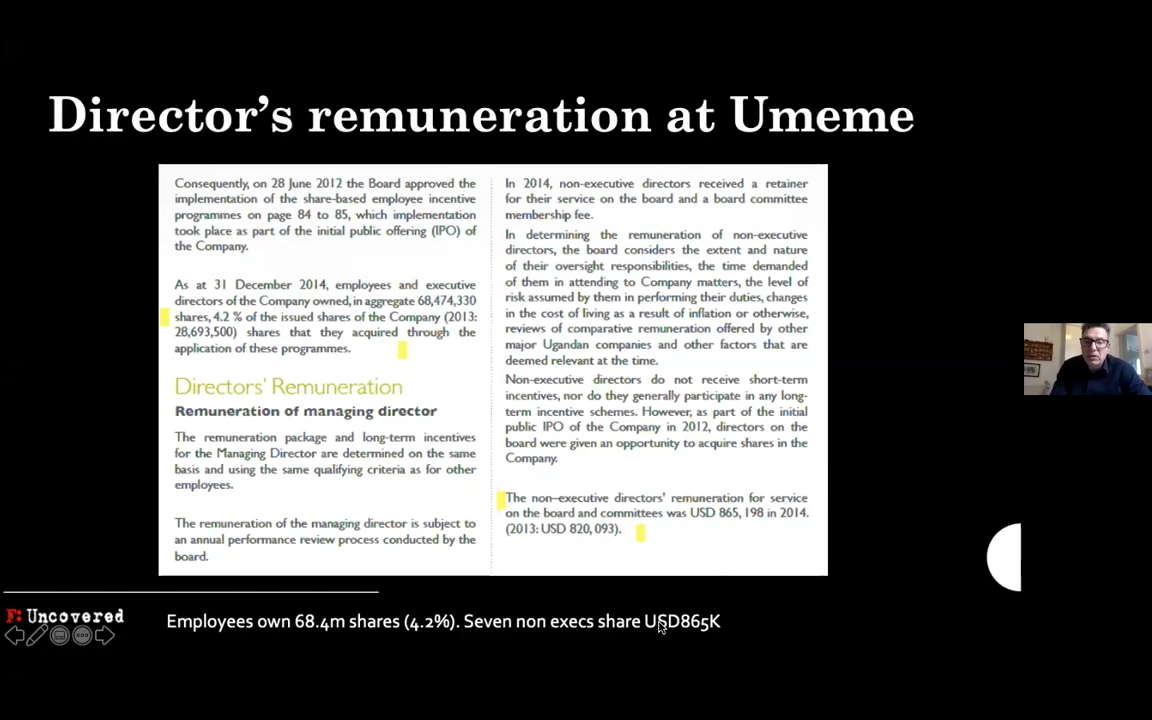 Director’s remuneration at Umeme
Consequently, on 28 June 2012 the Board approved the
implementation of the share-based employee incentive
programmes on page 84 to 85, which implementation
took place as part of the initial public offering (IPO) of
the Company.
As at 31 December 2014, employees and executive
directors of the Company owned, in aggregate 68,474,330
shares, 4.2 % of the issued shares of the Company (2013:
28,693,500) shares that they acquired through the
application of these programmes.
Directors’ Remuneration
Remuneration of managing director
The remuneration package and long-term incentives
for the Managing Director are determined on the same
basis and using the same qualifying criteria as for other
employees.
The remuneration of the managing director is subject to
an annual performance review process conducted by the
board.
In 2014, non-executive directors received a retainer
for their service on the board and a board committee
membership fee.
In determining the remuneration of non-executive
directors, the board considers the extent and nature
of their oversight responsibilities, the time demanded
of them in attending to Company matters, the level of
risk assumed by them in performing their duties, changes
in the cost of living as a result of inflation or otherwise,
reviews of comparative remuneration offered by other
major Ugandan companies and other factors that are
deemed relevant at the time.
Non-executive directors do not receive short-term
incentives, nor do they generally participate in any long-
term incentive schemes. However, as part of the initial
public IPO of the Company in 2012, directors on the
board were given an opportunity to acquire shares in the
Company.
The non-executive directors’ remuneration for service
on the board and committees was USD 865, 198 in 2014.
(2013: USD 820, 093).
F: Uncovered
Employees own 68.4m shares (4.2%). Seven non execs share USD865K